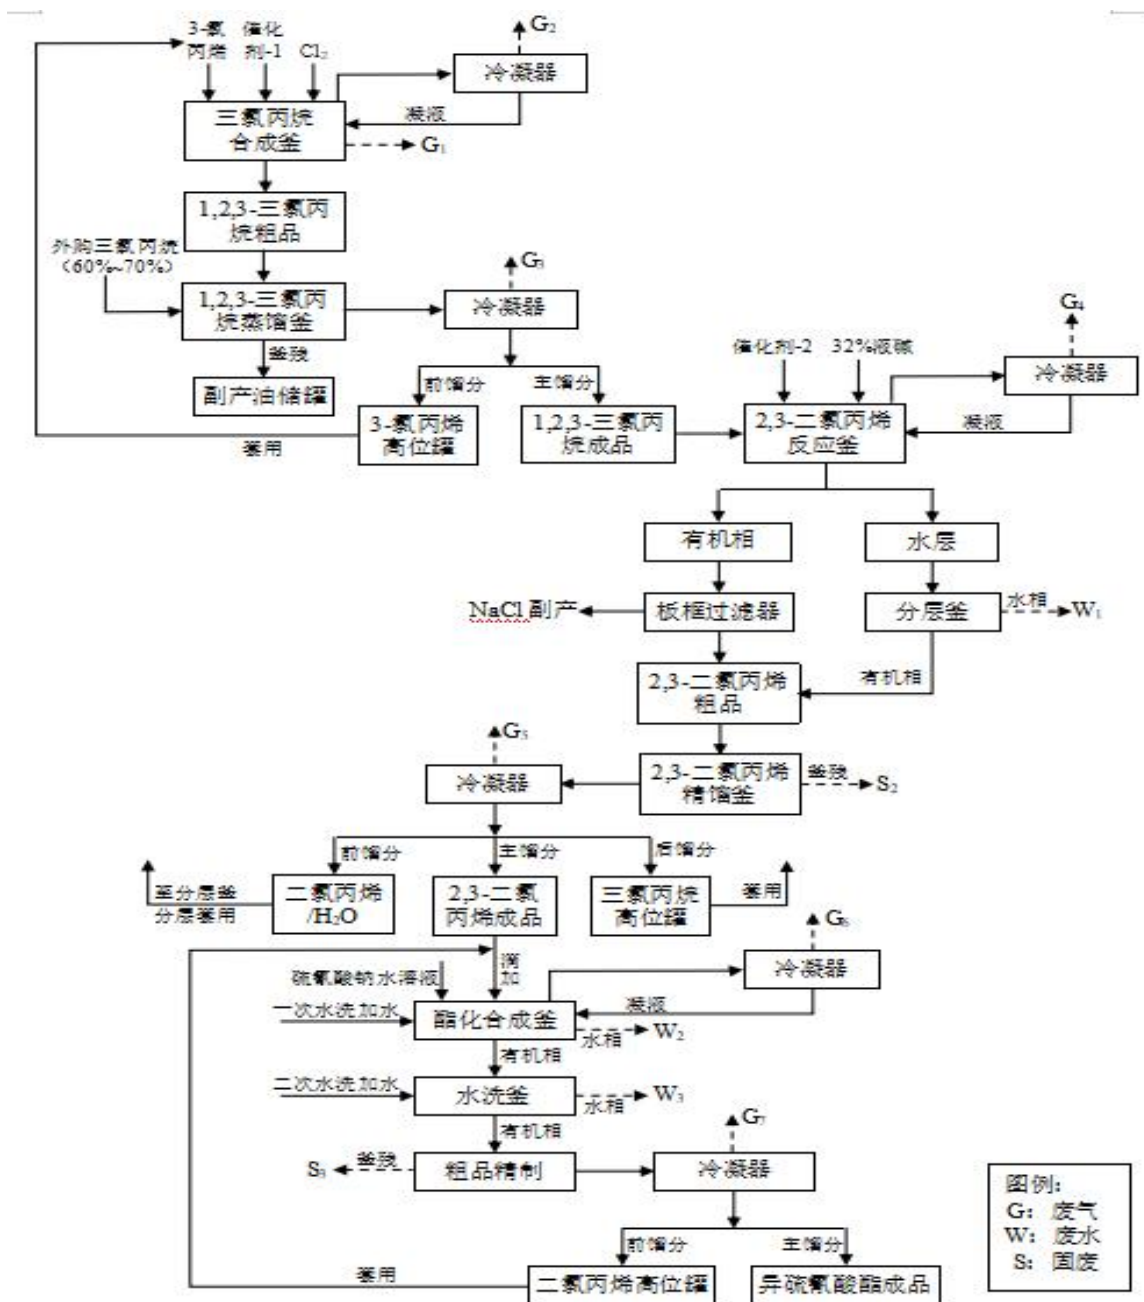 3-氯
丙烯
催化
剂-1
Cl₂
G₂
冷凝器
凝液
三氯丙烷
合成釜
G₁
1,2,3-三氯丙
烷粗品
外购三氯丙烷
(60%~70%)
G₃
1,2,3-三氯丙
烷蒸馏釜
冷凝器
釜残
副产油储罐
前馏分
主馏分
3-氯丙烯
高位罐
套用
1,2,3-三氯丙
烷成品
催化剂-2
32%液碱
G₄
冷凝器
凝液
2,3-二氯丙烯
反应釜
有机相
水层
NaCl 副产
板框过滤器
分层釜
水相
W₁
有机相
2,3-二氯丙烯
粗品
G₅
冷凝器
2,3-二氯丙烯
精馏釜
釜残
S₂
前馏分
主馏分
后馏分
至分层釜
分层套用
二氯丙烯
/H₂O
2,3-二氯
丙烯成品
三氯丙烷
高位罐
套用
G₆
冷凝器
凝液
硫氰酸钠水溶液
滴
加
一次水洗加水
酯化合成釜
水相
W₂
有机相
二次水洗加水
水洗釜
水相
W₃
有机相
G₇
S₃
釜残
粗品精制
冷凝器
前馏分
主馏分
套用
二氯丙烯高位罐
异硫氰酸酯成品
图例:
G: 废气
W: 废水
S: 固废